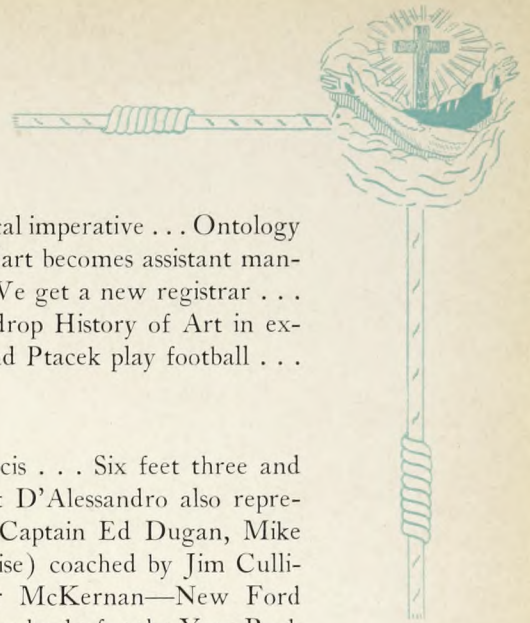 cal imperative . . . Ontology
art becomes assistant man-
We get a new registrar . . .
drop History of Art in ex-
d Ptacek play football . . .
cis . . . Six feet three and
D'Alessandro also repre-
Captain Ed Dugan, Mike
ise) coached by Jim Culli-
McKernan—New Ford